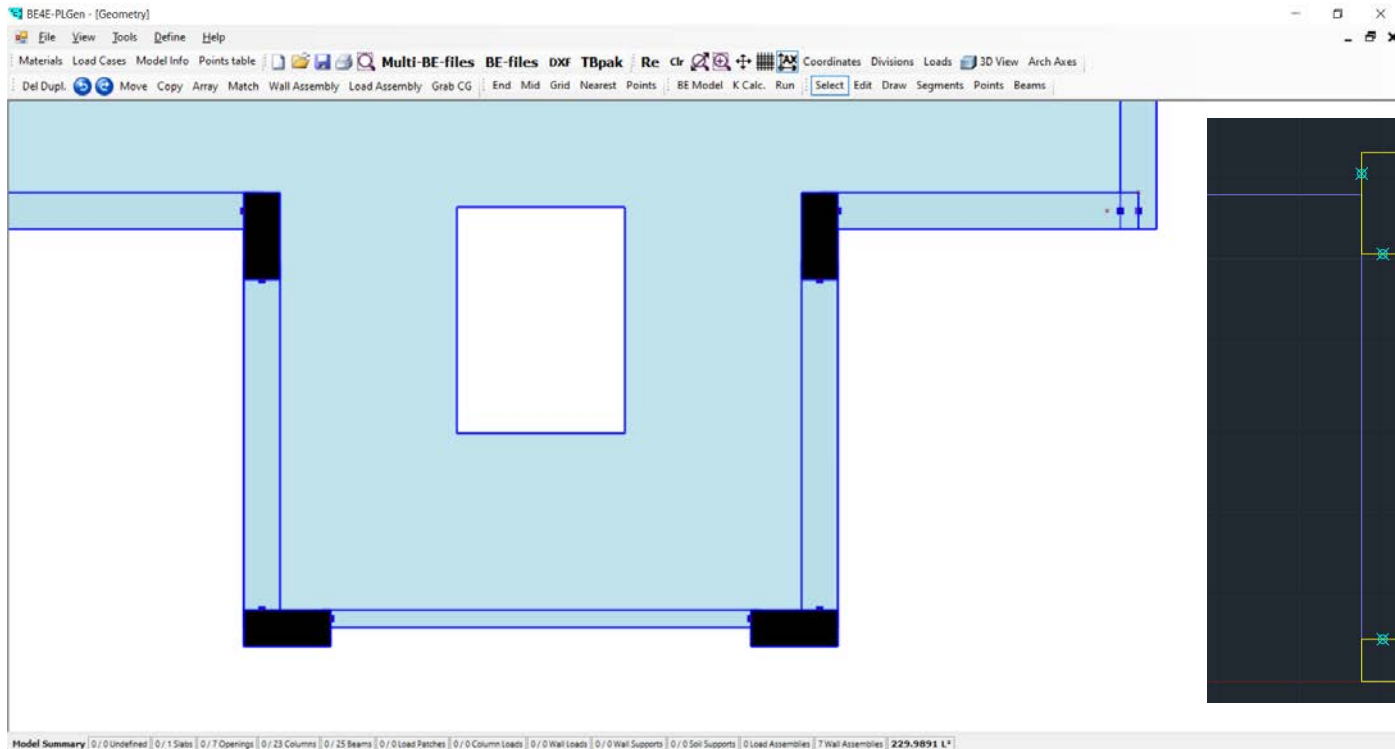 BE4E-PLGen - [Geometry]
File View Tools Define Help
Materials Load Cases Model Info Points table Multi-BE-files BE-files DXF TBpak Re Clr AX Coordinates Divisions Loads 3D View Arch Axes
Del Dupl. Move Copy Array Match Wall Assembly Load Assembly Grab CG End Mid Grid Nearest Points BE Model K Calc. Run Select Edit Draw Segments Points Beams
Model Summary 0 / 0 Undefined 0 / 1 Slabs 0 / 7 Openings 0 / 23 Columns 0 / 25 Beams 0 / 0 Load Patches 0 / 0 Column Loads 0 / 0 Wall Loads 0 / 0 Wall Supports 0 / 0 Soil Supports 0 Load Assemblies 7 Wall Assemblies 229.9891 L²